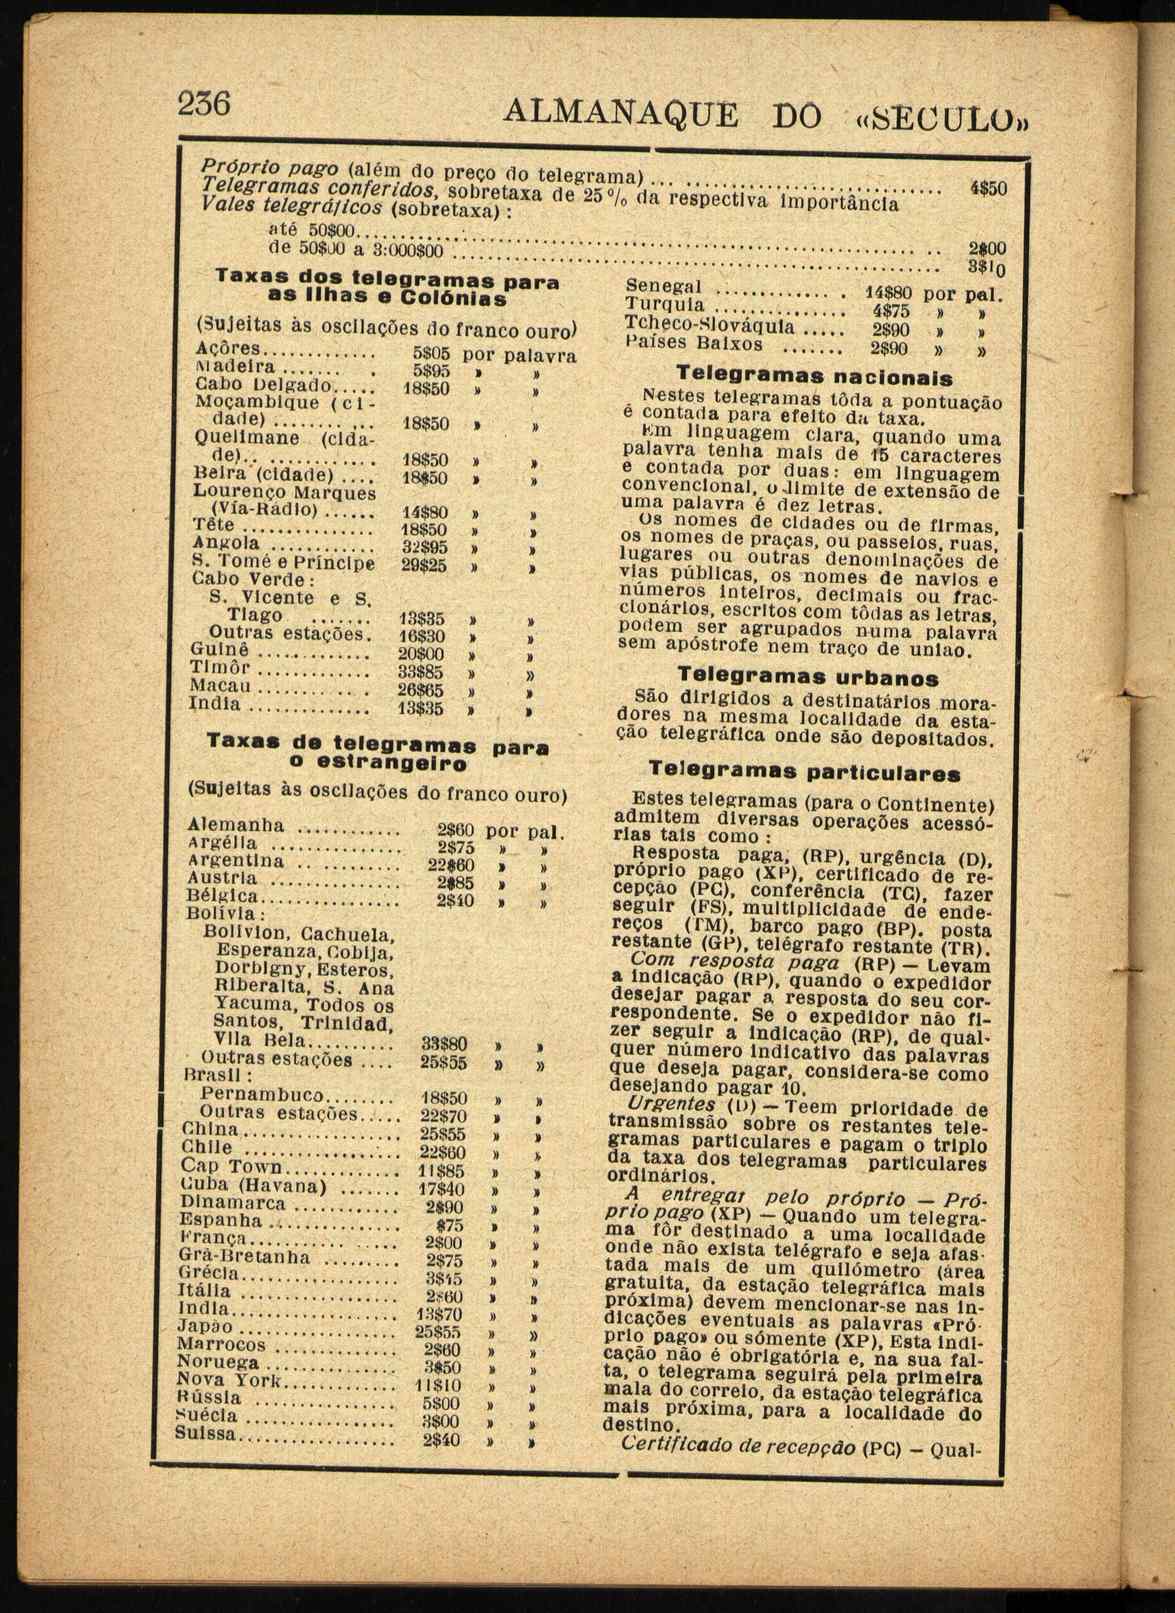 236
ALMANAQUE DO «SECULO»
Próprio pago (além do preço do telegrama) ... 4$50
Telegramas conferidos, sobretaxa de 25 % da respectiva importância
Vales telegráficos (sobretaxa) :
até 50$00 ... 2$00
de 50$00 a 3:000$00 ... 3$10
Taxas dos telegramas para
as Ilhas e Colónias
(Sujeitas às oscilações do franco ouro)
Açôres ... 5$05 por palavra
Madeira ... 5$95 » »
Cabo Delgado ... 18$50 » »
Moçambique (ci-
dade) ... 18$50 » »
Quelimane (cida-
de) ... 18$50 » »
Beira (cidade) ... 18$50 » »
Lourenço Marques
(Via-Rádio) ... 14$80 » »
Tête ... 18$50 » »
Angola ... 32$95 » »
S. Tomé e Príncipe 29$25 » »
Cabo Verde :
S. Vicente e S.
Tiago ... 13$35 » »
Outras estações. 16$30 » »
Guinê ... 20$00 » »
Timôr ... 33$85 » »
Macau ... 26$65 » »
Índia ... 13$35 » »
Taxas de telegramas para
o estrangeiro
(Sujeitas às oscilações do franco ouro)
Alemanha ... 2$60 por pal.
Argélia ... 2$75 » »
Argentina ... 22$60 » »
Austria ... 2$85 » »
Bélgica ... 2$40 » »
Bolívia :
Bolivion, Cachuela,
Esperanza, Cobija,
Dorbigny, Esteros,
Riberalta, S. Ana
Yacuma, Todos os
Santos, Trinidad,
Vila Bela ... 33$80 » »
Outras estações ... 25$55 » »
Brasil :
Pernambuco ... 18$50 » »
Outras estações ... 22$70 » »
China ... 25$55 » »
Chile ... 22$60 » »
Cap Town ... 11$85 » »
Cuba (Havana) ... 17$40 » »
Dinamarca ... 2$90 » »
Espanha ... $75 » »
França ... 2$00 » »
Grã-Bretanha ... 2$75 » »
Grécia ... 3$45 » »
Itália ... 2$60 » »
India ... 13$70 » »
Japão ... 25$55 » »
Marrocos ... 2$60 » »
Noruega ... 3$50 » »
Nova York ... 11$10 » »
Rússia ... 5$00 » »
Suécia ... 3$00 » »
Suissa ... 2$40 » »
Senegal ... 14$80 por pal.
Turquia ... 4$75 » »
Tcheco-Slováquia ..... 2$90 » »
Países Baixos ... 2$90 » »
Telegramas nacionais
Nestes telegramas tôda a pontuação
é contada para efeito da taxa.
Em linguagem clara, quando uma
palavra tenha mais de 15 caracteres
e contada por duas: em linguagem
convencional, o limite de extensão de
uma palavra é dez letras.
Os nomes de cidades ou de firmas,
os nomes de praças, ou passeios, ruas,
lugares ou outras denominações de
vias públicas, os nomes de navios e
números inteiros, decimais ou frac-
cionários, escritos com tôdas as letras,
podem ser agrupados numa palavra
sem apóstrofe nem traço de uniao.
Telegramas urbanos
São dirigidos a destinatários mora-
dores na mesma localidade da esta-
ção telegráfica onde são depositados.
Telegramas particulares
Estes telegramas (para o Continente)
admitem diversas operações acessó-
rias tais como :
Resposta paga, (RP), urgência (D),
próprio pago (XP), certificado de re-
cepção (PC), conferência (TC), fazer
seguir (FS), multiplicidade de ende-
reços (TM), barco pago (BP). posta
restante (GP), telégrafo restante (TR).
Com resposta paga (RP) — Levam
a indicação (RP), quando o expedidor
desejar pagar a resposta do seu cor-
respondente. Se o expedidor não fi-
zer seguir a indicação (RP), de qual-
quer número indicativo das palavras
que deseja pagar, considera-se como
desejando pagar 10.
Urgentes (D) — Teem prioridade de
transmissão sobre os restantes tele-
gramas particulares e pagam o triplo
da taxa dos telegramas particulares
ordinários.
A entregar pelo próprio — Pró-
prio pago (XP) — Quando um telegra-
ma fôr destinado a uma localidade
onde não exista telégrafo e seja afas-
tada mais de um quilómetro (área
gratuita, da estação telegráfica mais
próxima) devem mencionar-se nas in-
dicações eventuais as palavras «Pró-
prio pago» ou sómente (XP), Esta indi-
cação não é obrigatória e, na sua fal-
ta, o telegrama seguirá pela primeira
mala do correio, da estação telegráfica
mais próxima, para a localidade do
destino.
Certificado de recepção (PC) — Qual-